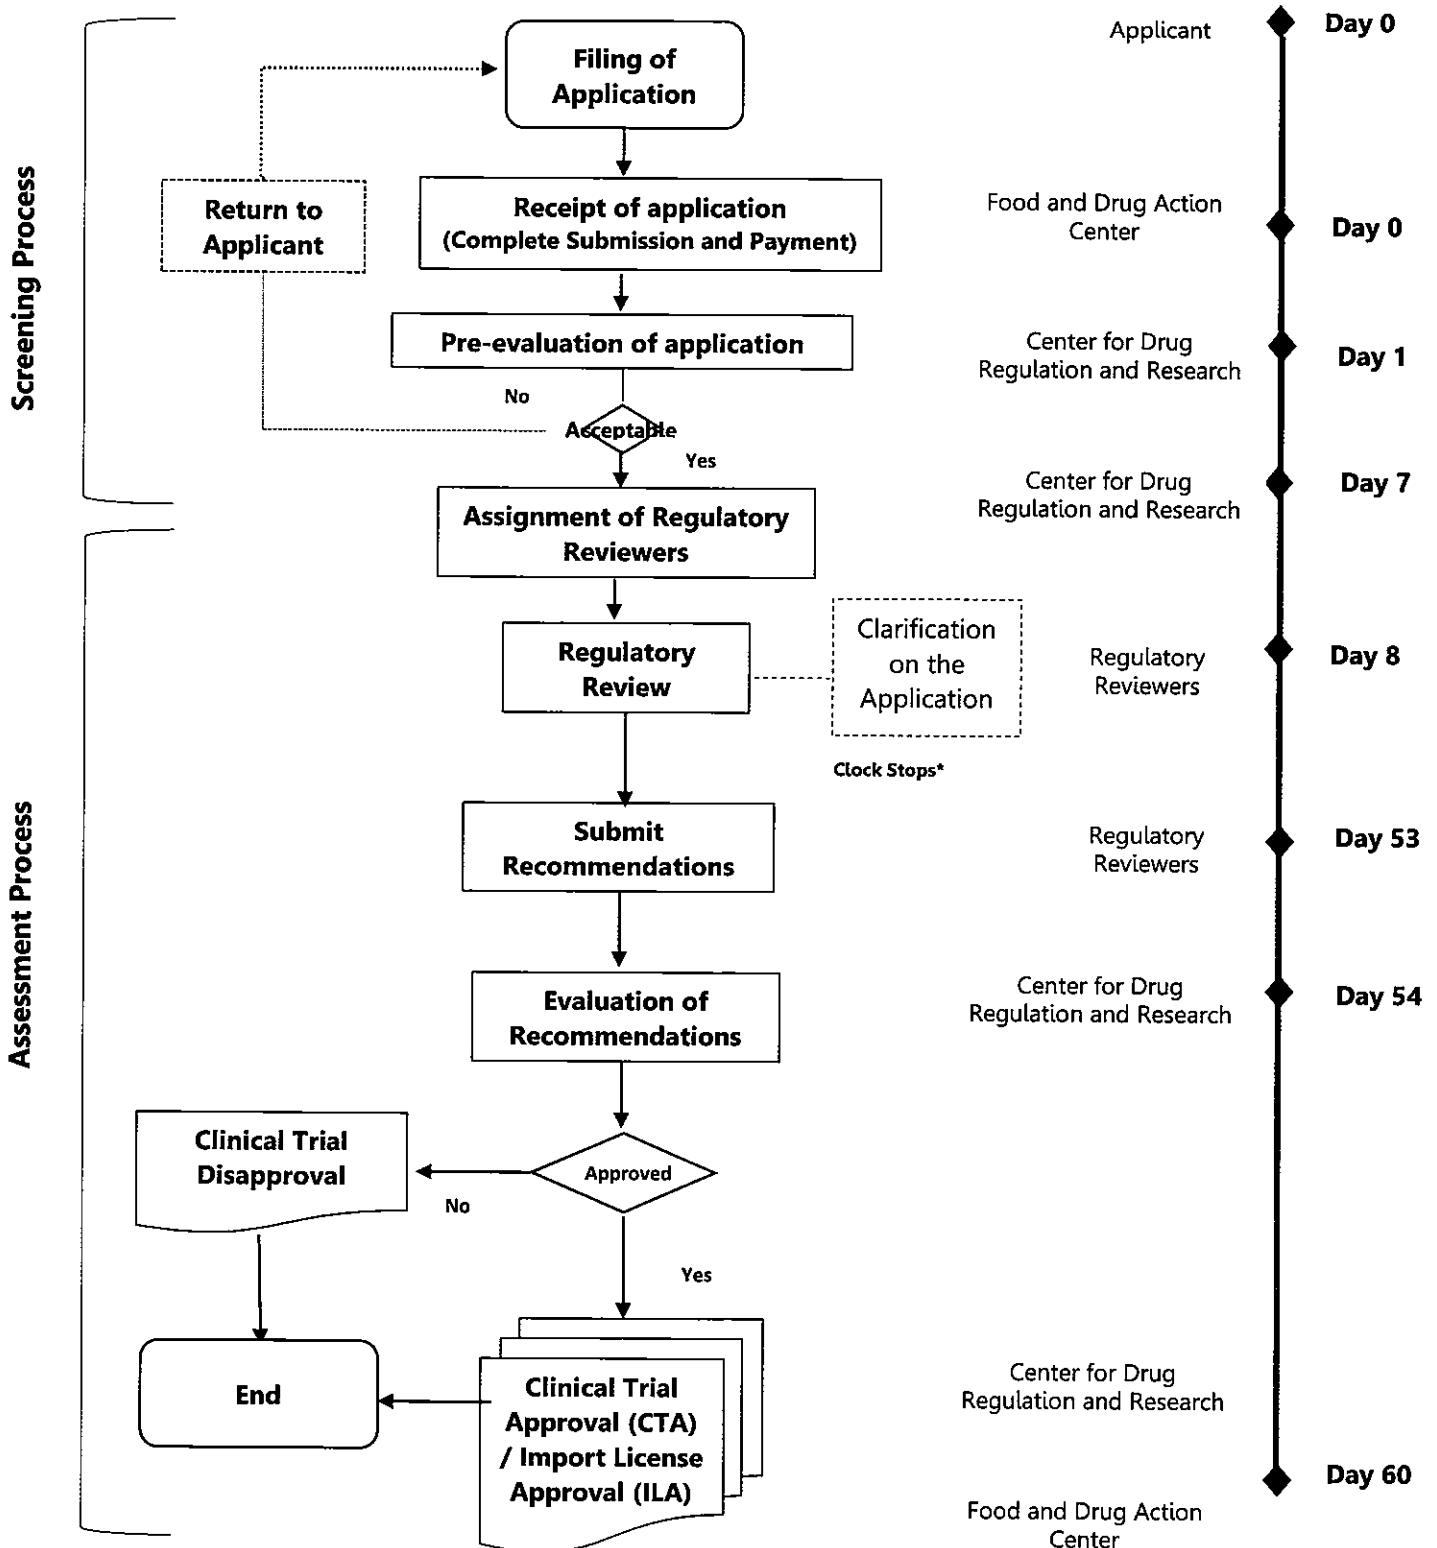 Screening Process
Filing of
Application
Applicant
Day 0
Return to
Applicant
Receipt of application
(Complete Submission and Payment)
Food and Drug Action
Center
Day 0
Pre-evaluation of application
Center for Drug
Regulation and Research
Day 1
No
Acceptable
Yes
Assignment of Regulatory
Reviewers
Center for Drug
Regulation and Research
Day 7
Assessment Process
Regulatory
Review
Clarification
on the
Application
Clock Stops*
Regulatory
Reviewers
Day 8
Submit
Recommendations
Regulatory
Reviewers
Day 53
Evaluation of
Recommendations
Center for Drug
Regulation and Research
Day 54
Clinical Trial
Disapproval
No
Approved
Yes
End
Clinical Trial
Approval (CTA)
/ Import License
Approval (ILA)
Center for Drug
Regulation and Research
Day 60
Food and Drug Action
Center